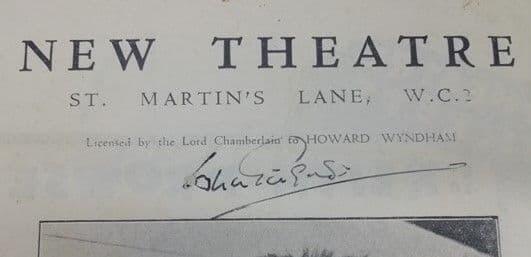 NEW THEATRE
ST. MARTIN'S LANE, W.C.2
Licensed by the Lord Chamberlain to HOWARD WYNDHAM